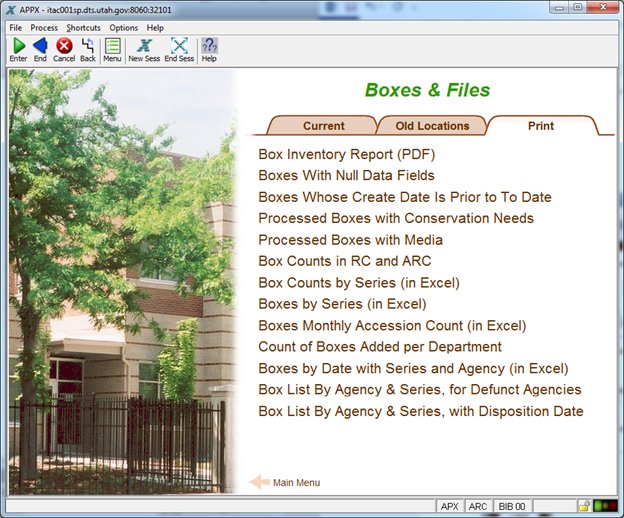 APPX - itac001sp.dts.utah.gov:8060:32101
File Process Shortcuts Options Help
Enter End Cancel Back Menu New Sess End Sess Help
Boxes & Files
Current Old Locations Print
Box Inventory Report (PDF)
Boxes With Null Data Fields
Boxes Whose Create Date Is Prior to To Date
Processed Boxes with Conservation Needs
Processed Boxes with Media
Box Counts in RC and ARC
Box Counts by Series (in Excel)
Boxes by Series (in Excel)
Boxes Monthly Accession Count (in Excel)
Count of Boxes Added per Department
Boxes by Date with Series and Agency (in Excel)
Box List By Agency & Series, for Defunct Agencies
Box List By Agency & Series, with Disposition Date
Main Menu
APX ARC BIB 00